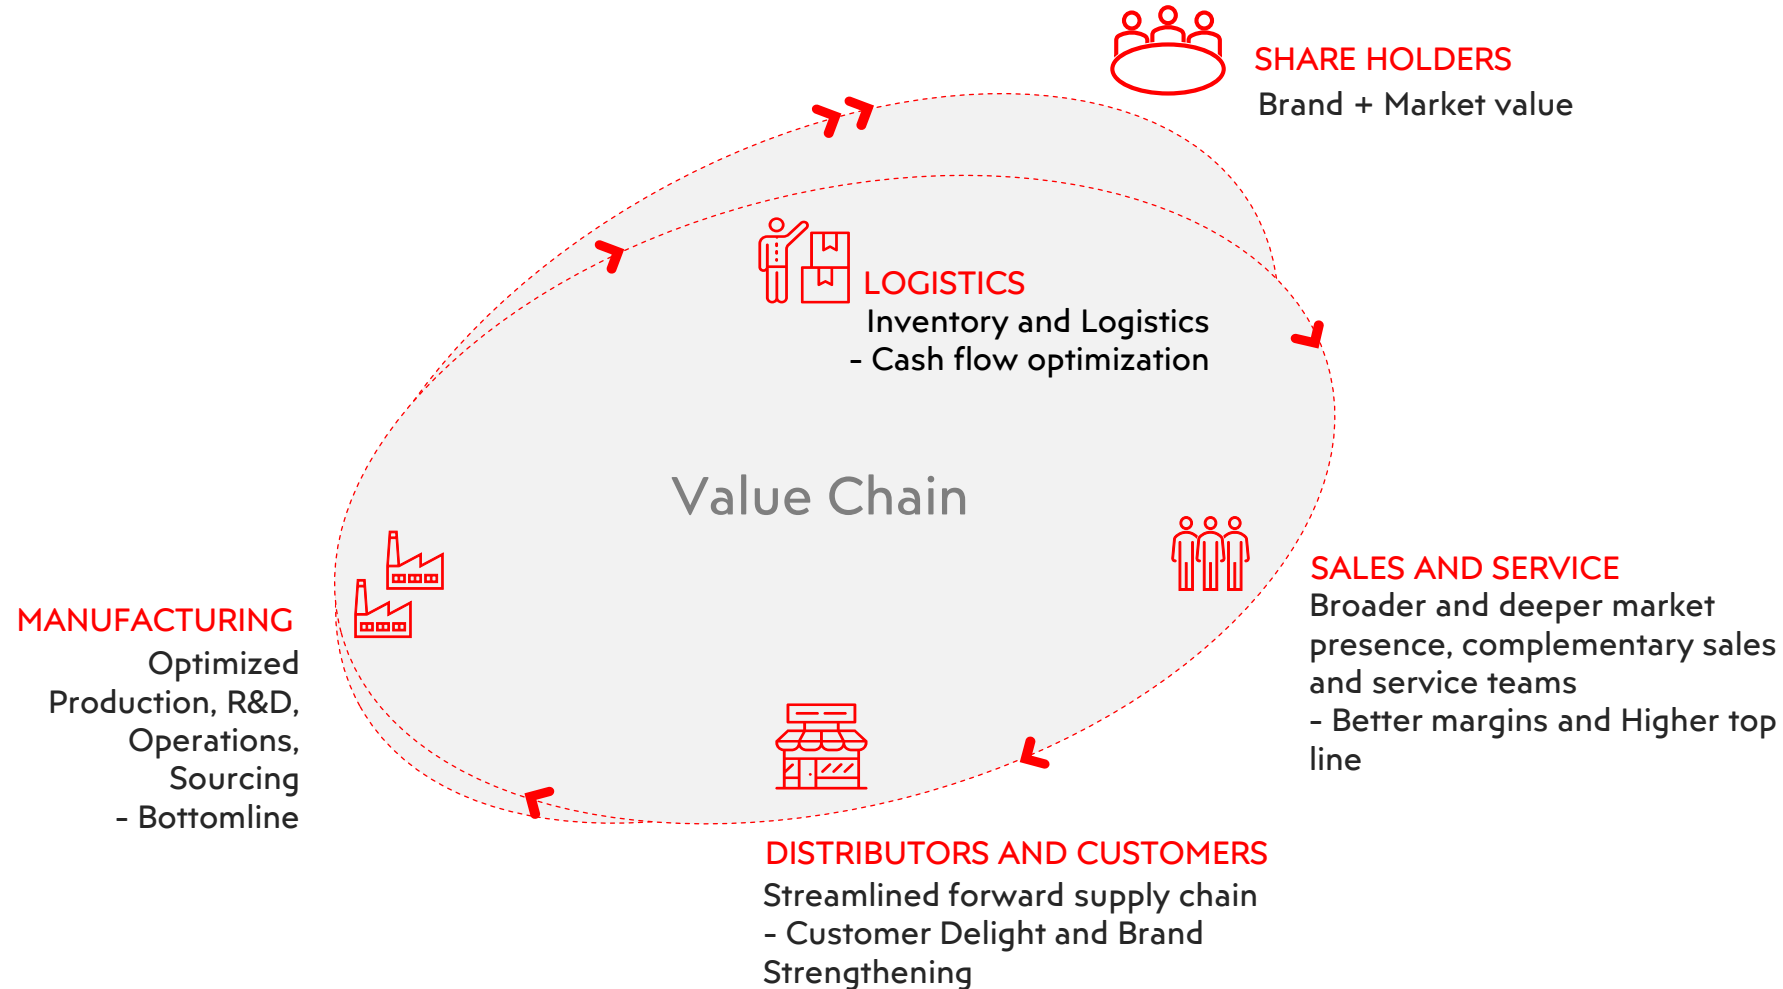 SHARE HOLDERS
Brand + Market value
LOGISTICS
Inventory and Logistics
- Cash flow optimization
Value Chain
SALES AND SERVICE
Broader and deeper market
presence, complementary sales
and service teams
- Better margins and Higher top
line
MANUFACTURING
Optimized
Production, R&D,
Operations,
Sourcing
- Bottomline
DISTRIBUTORS AND CUSTOMERS
Streamlined forward supply chain
- Customer Delight and Brand
Strengthening